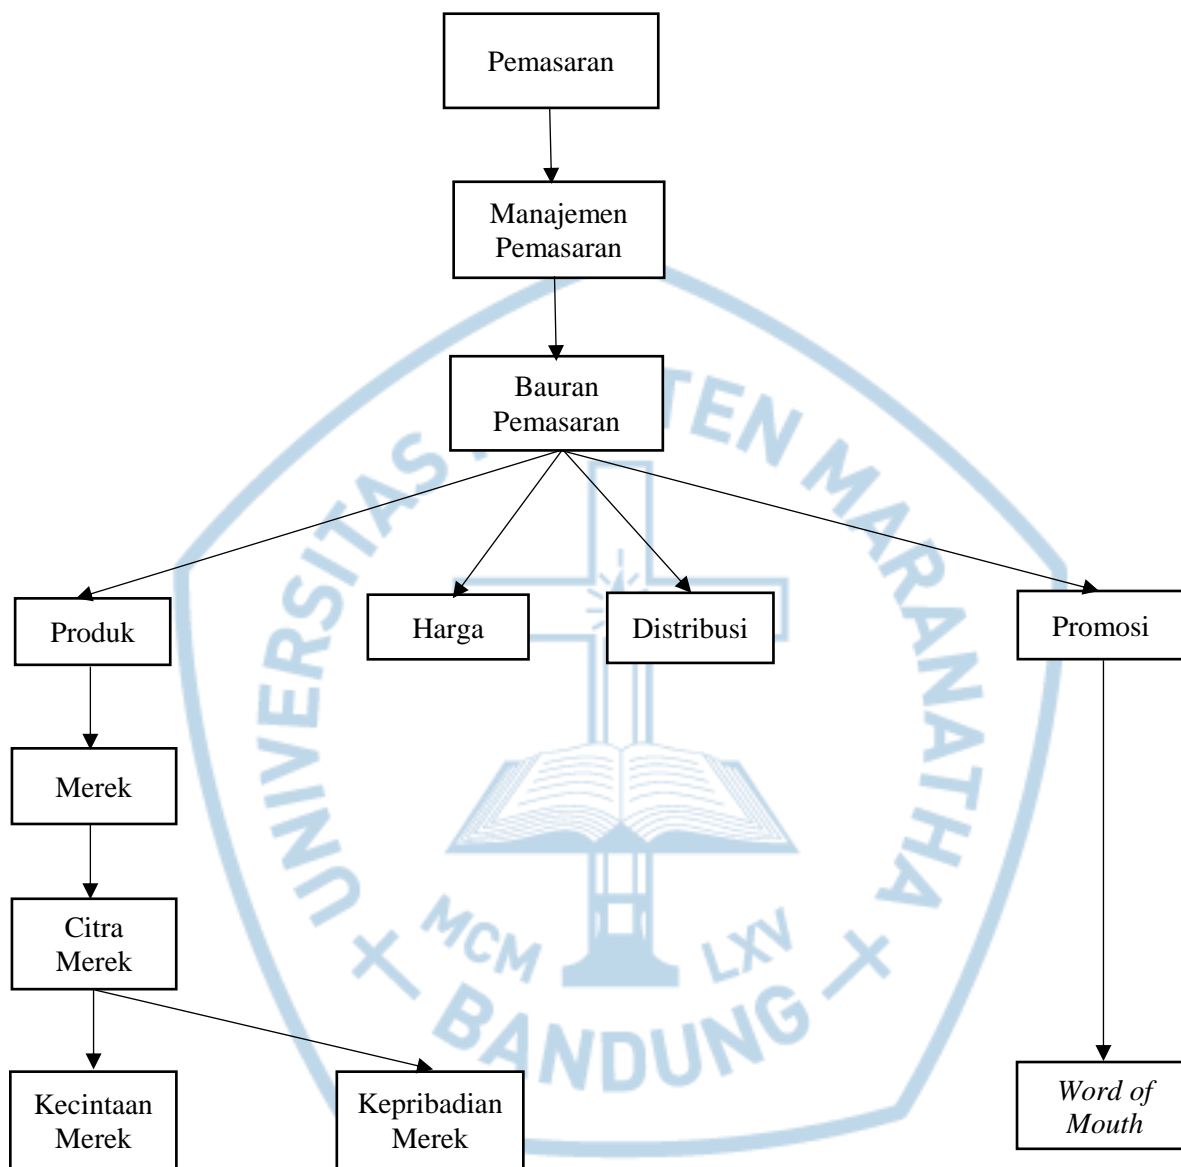 Pemasaran
Manajemen
Pemasaran
Bauran
Pemasaran
Produk
Harga
Distribusi
Promosi
Merek
Citra
Merek
Kecintaan
Merek
Kepribadian
Merek
Word of
Mouth
UNIVERSITAS TEN MARANATHA
MCM LXV
BANDUNG